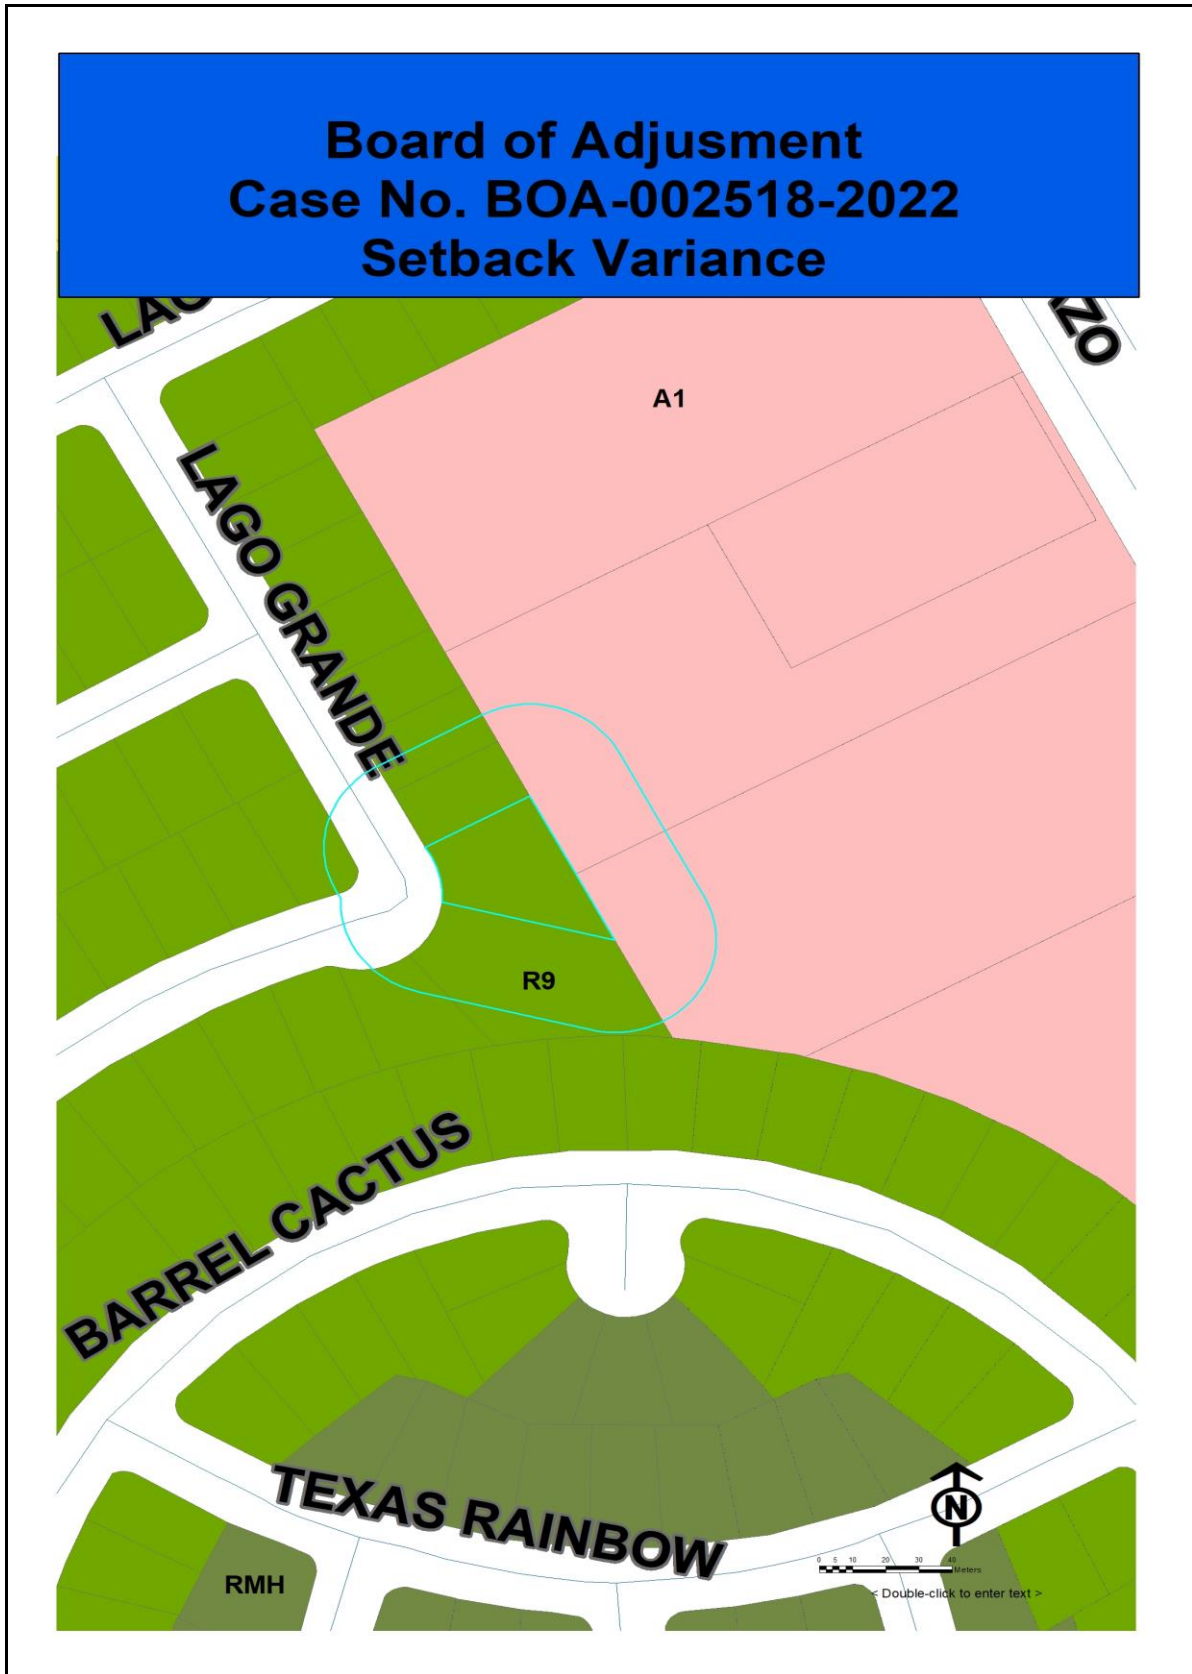 Board of Adjusment
Case No. BOA-002518-2022
Setback Variance
A1
LAGO GRANDE
R9
BARREL CACTUS
TEXAS RAINBOW
N
0 5 10 20 30 40
Meters
< Double-click to enter text >
RMH